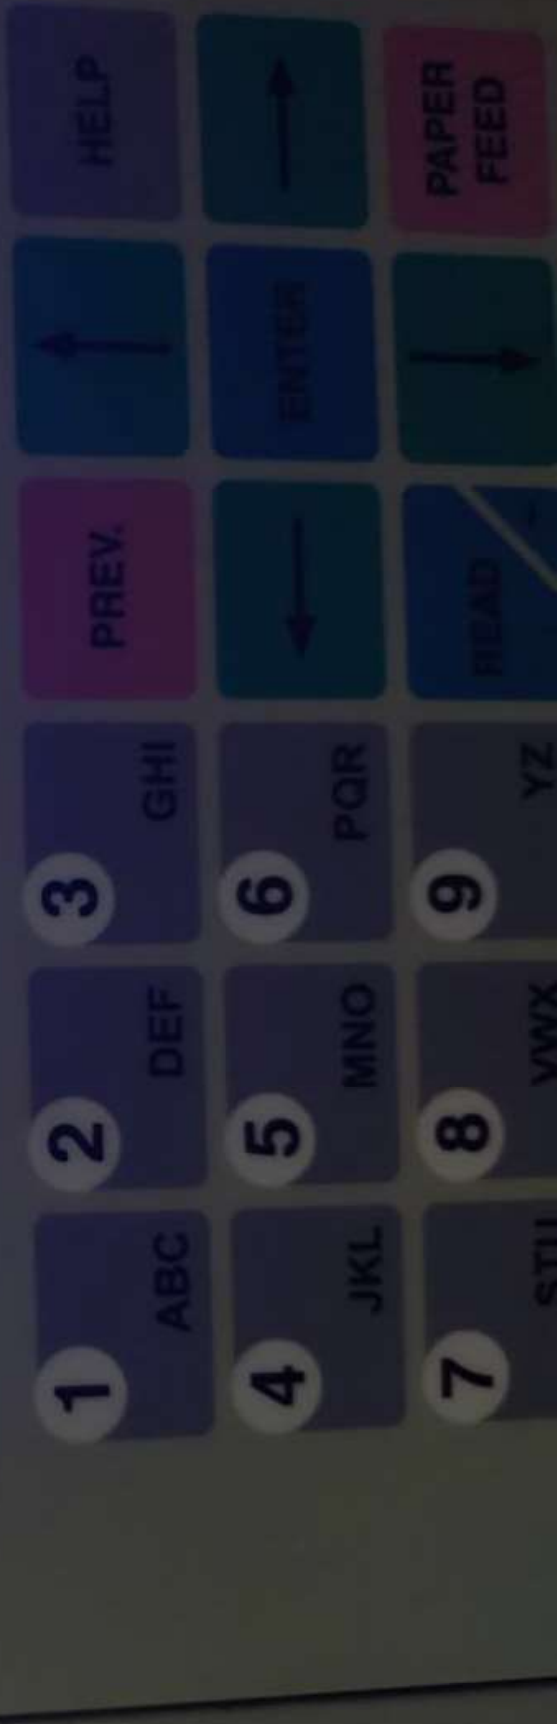 1 ABC
2 DEF
3 GHI
PREV.
HELP
4 JKL
5 MNO
6 PQR
ENTER
7 STU
8 VWX
9 YZ
READ
PAPER
FEED